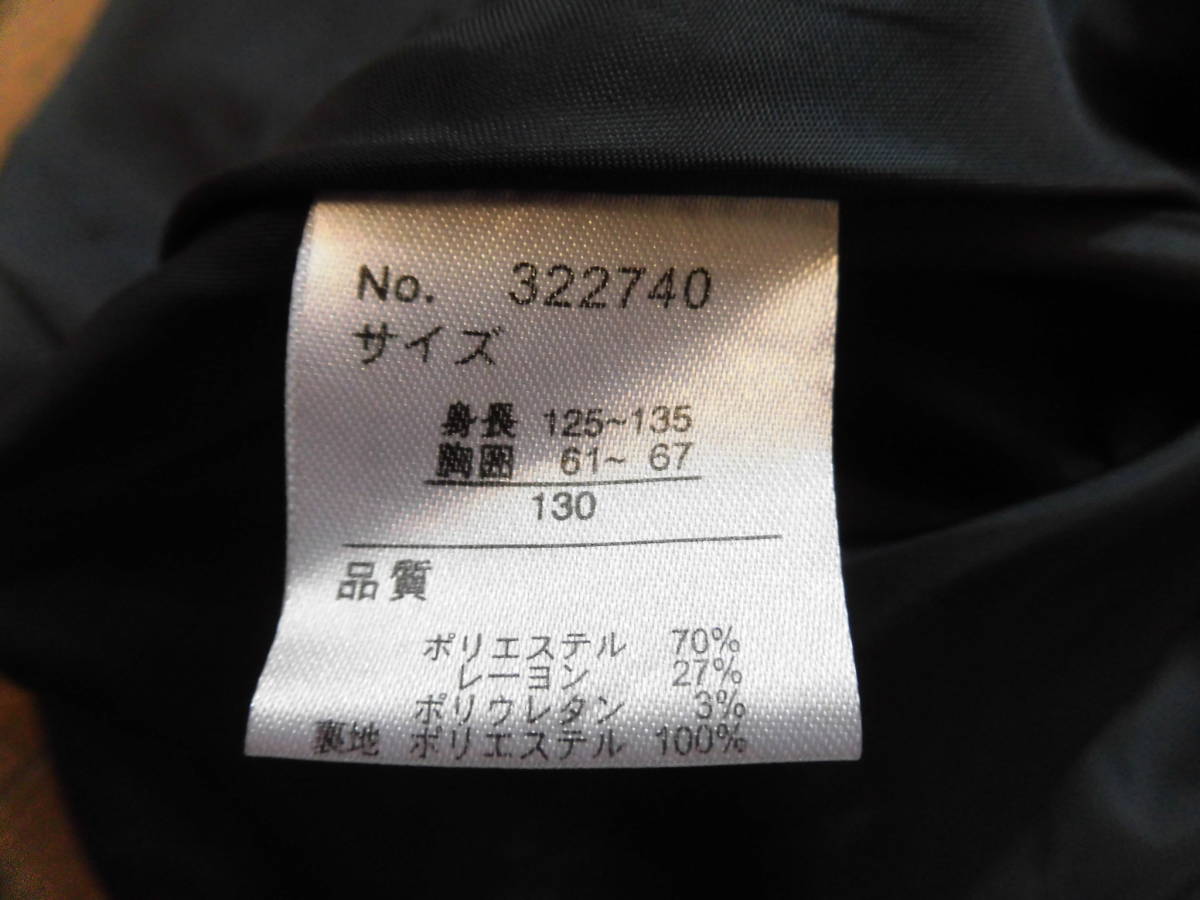 No. 322740
サイズ
身長 125~135
胸囲 61~ 67
130
品質
ポリエステル 70%
レーヨン 27%
ポリウレタン 3%
裏地 ポリエステル 100%